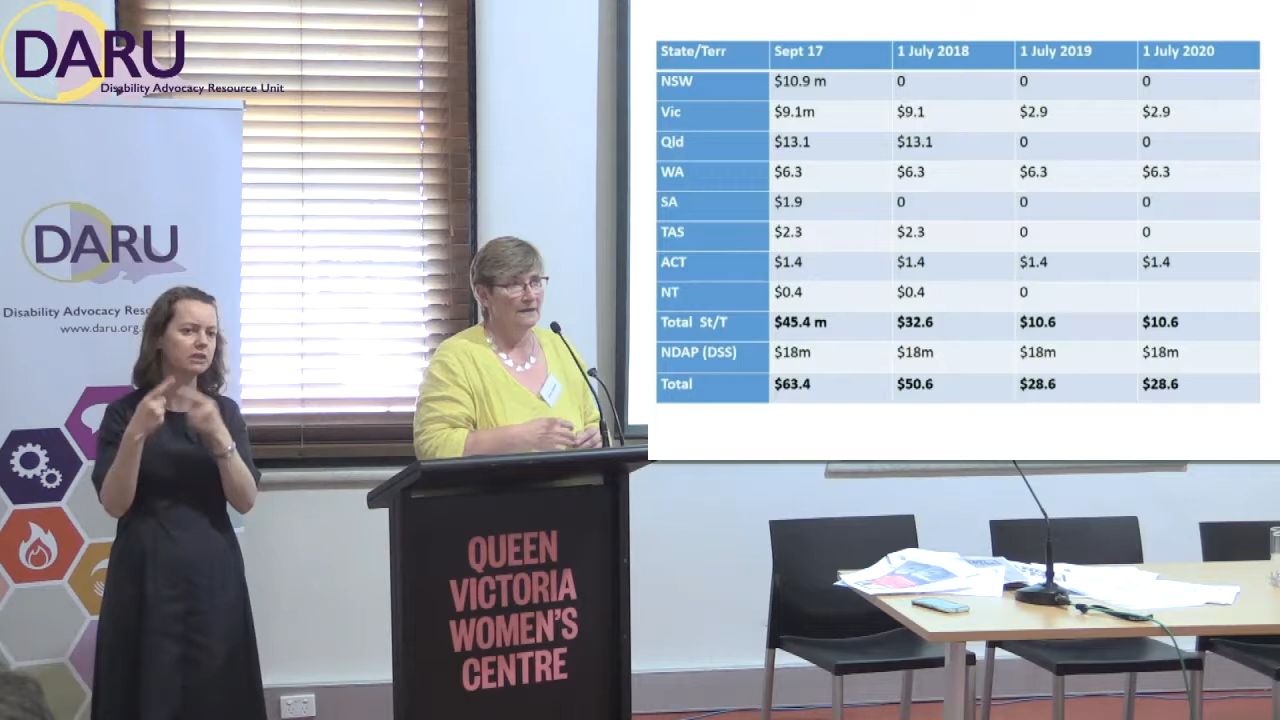 DARU
Disability Advocacy Resource Unit
DARU
Disability Advocacy Reso
www.daru.org.
QUEEN
VICTORIA
WOMEN'S
CENTRE
State/Terr Sept 17 1 July 2018 1 July 2019 1 July 2020
NSW $10.9 m 0 0 0
Vic $9.1m $9.1 $2.9 $2.9
Qld $13.1 $13.1 0 0
WA $6.3 $6.3 $6.3 $6.3
SA $1.9 0 0 0
TAS $2.3 $2.3 0 0
ACT $1.4 $1.4 $1.4 $1.4
NT $0.4 $0.4 0
Total St/T $45.4 m $32.6 $10.6 $10.6
NDAP (DSS) $18m $18m $18m $18m
Total $63.4 $50.6 $28.6 $28.6